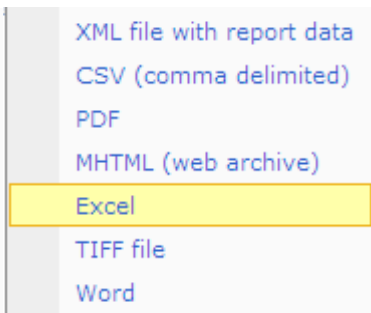 XML file with report data
CSV (comma delimited)
PDF
MHTML (web archive)
Excel
TIFF file
Word